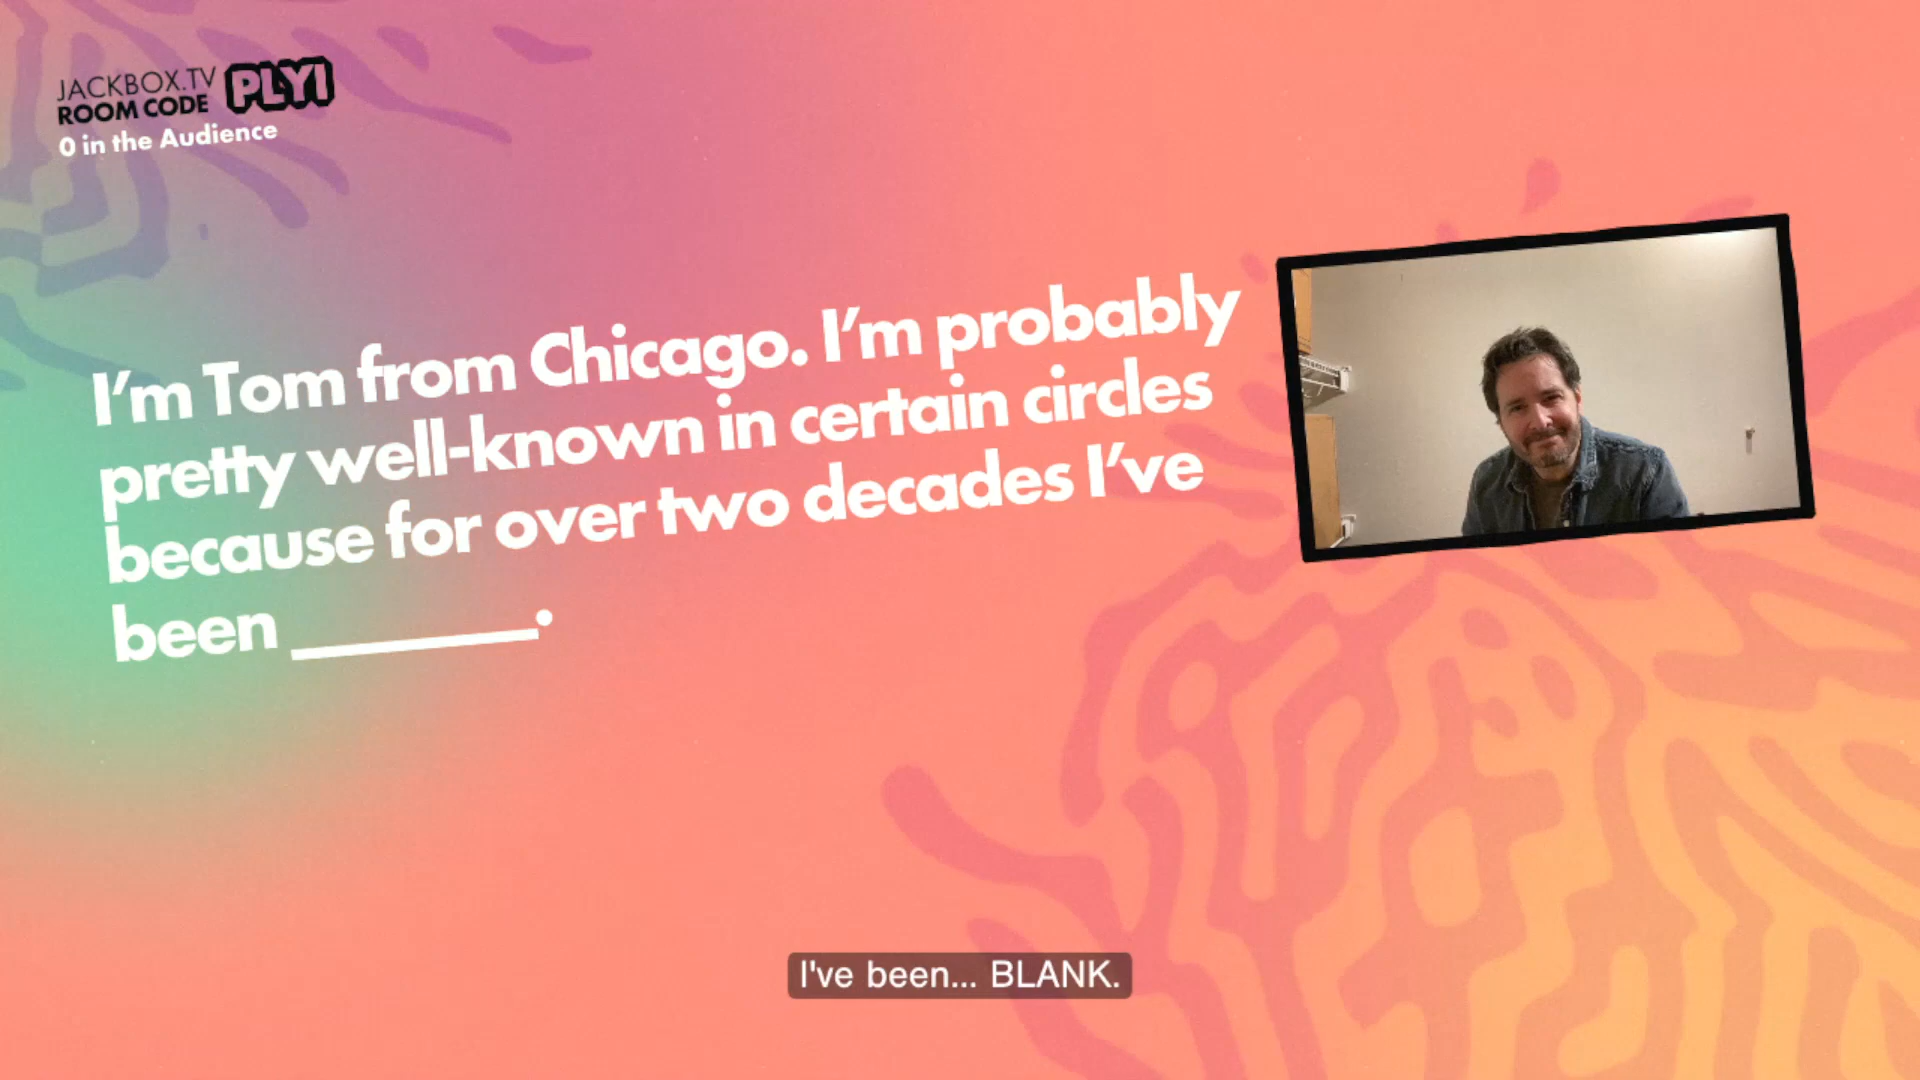 JACKBOX.TV
ROOM CODE PLYI
0 in the Audience
I'm Tom from Chicago. I'm probably
pretty well-known in certain circles
because for over two decades I've
been ________.
I've been... BLANK.